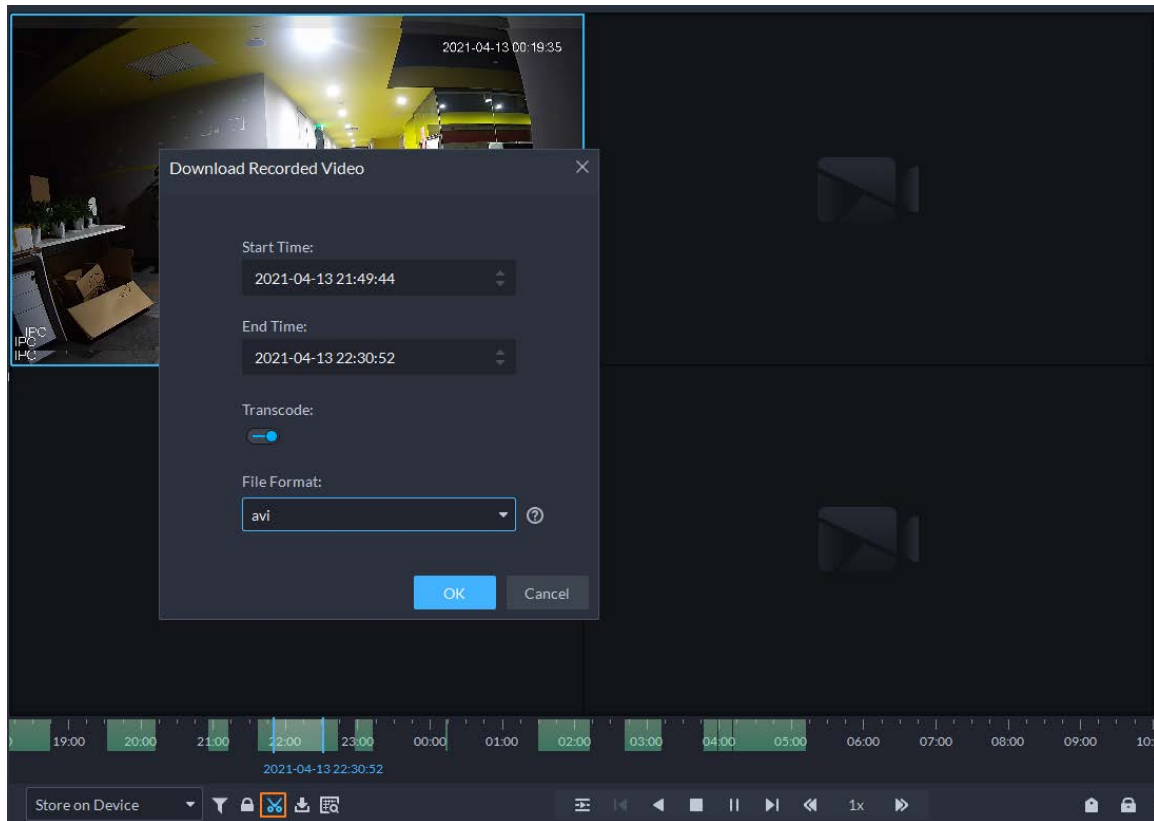 2021-04-13 00:19:35
IPC
IPC
IPC
Download Recorded Video
Start Time:
2021-04-13 21:49:44
End Time:
2021-04-13 22:30:52
Transcode:
File Format:
avi
OK Cancel
19:00 20:00 21:00 22:00 23:00 00:00 01:00 02:00 03:00 04:00 05:00 06:00 07:00 08:00 09:00 10:
2021-04-13 22:30:52
Store on Device 1x